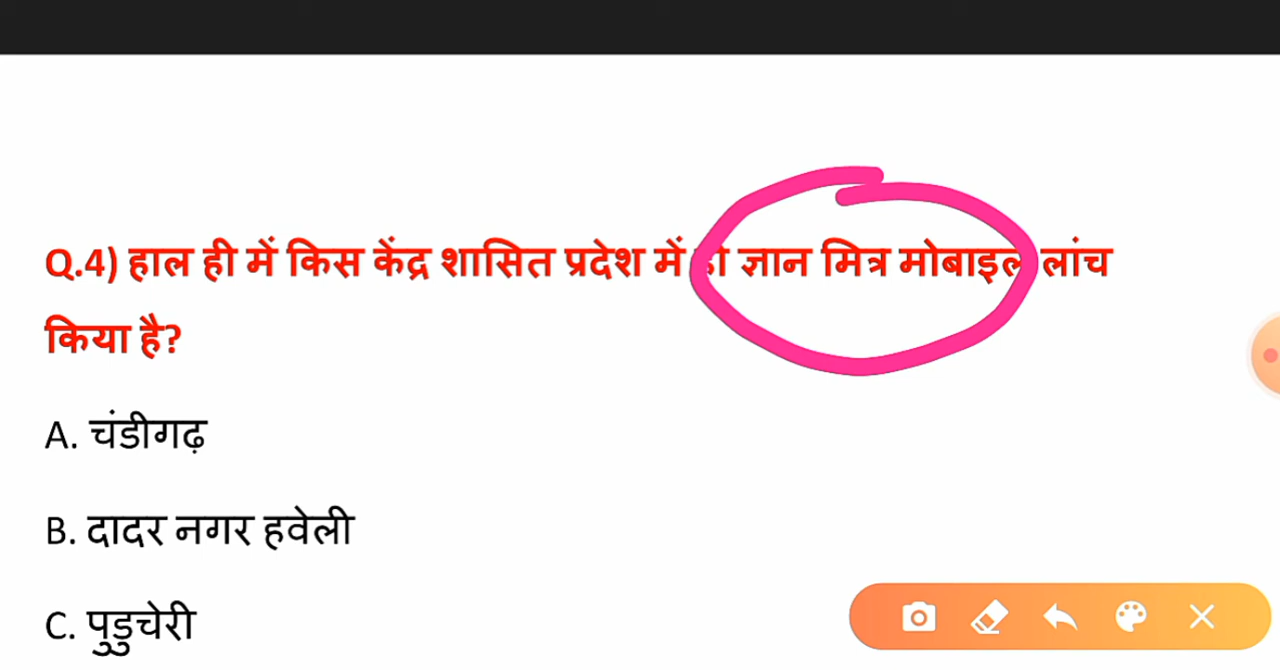 Q.4) हाल ही में किस केंद्र शासित प्रदेश में ज्ञान मित्र मोबाइल लांच
किया है?
A. चंडीगढ़
B. दादर नगर हवेली
C. पुडुचेरी